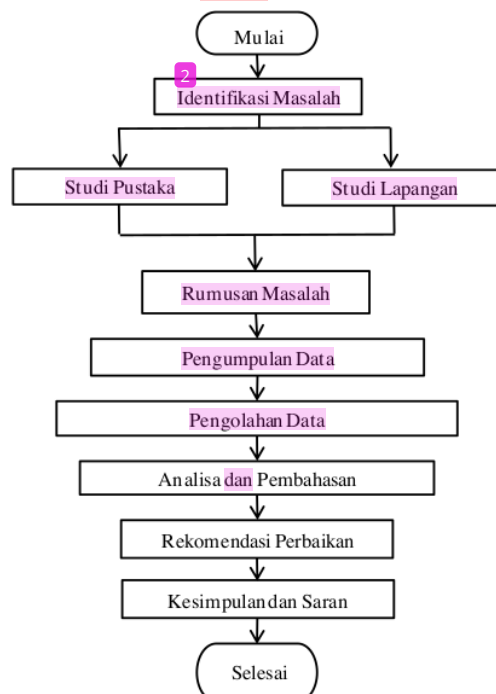 Mulai
2
Identifikasi Masalah
Studi Pustaka
Studi Lapangan
Rumusan Masalah
Pengumpulan Data
Pengolahan Data
Analisa dan Pembahasan
Rekomendasi Perbaikan
Kesimpulan dan Saran
Selesai